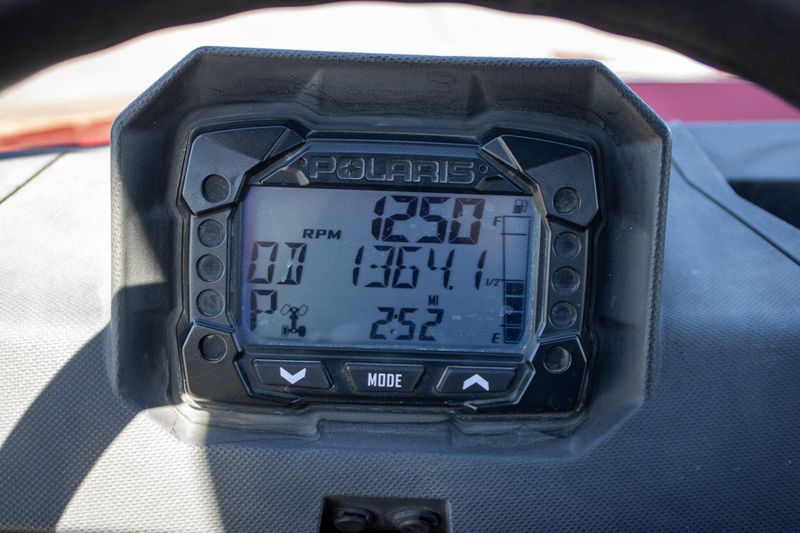 POLARIS
1250
F
RPM
OD 1364.1
1/2
P
MI
2:52
E
MODE